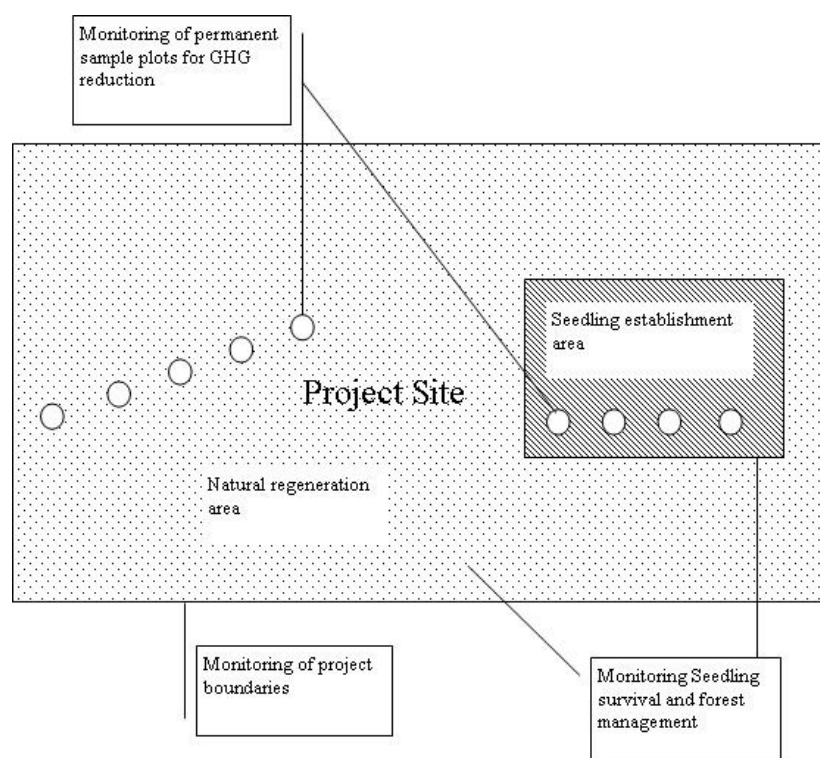 Monitoring of permanent
sample plots for GHG
reduction
Seedling establishment
area
Project Site
Natural regeneration
area
Monitoring of project
boundaries
Monitoring Seedling
survival and forest
management